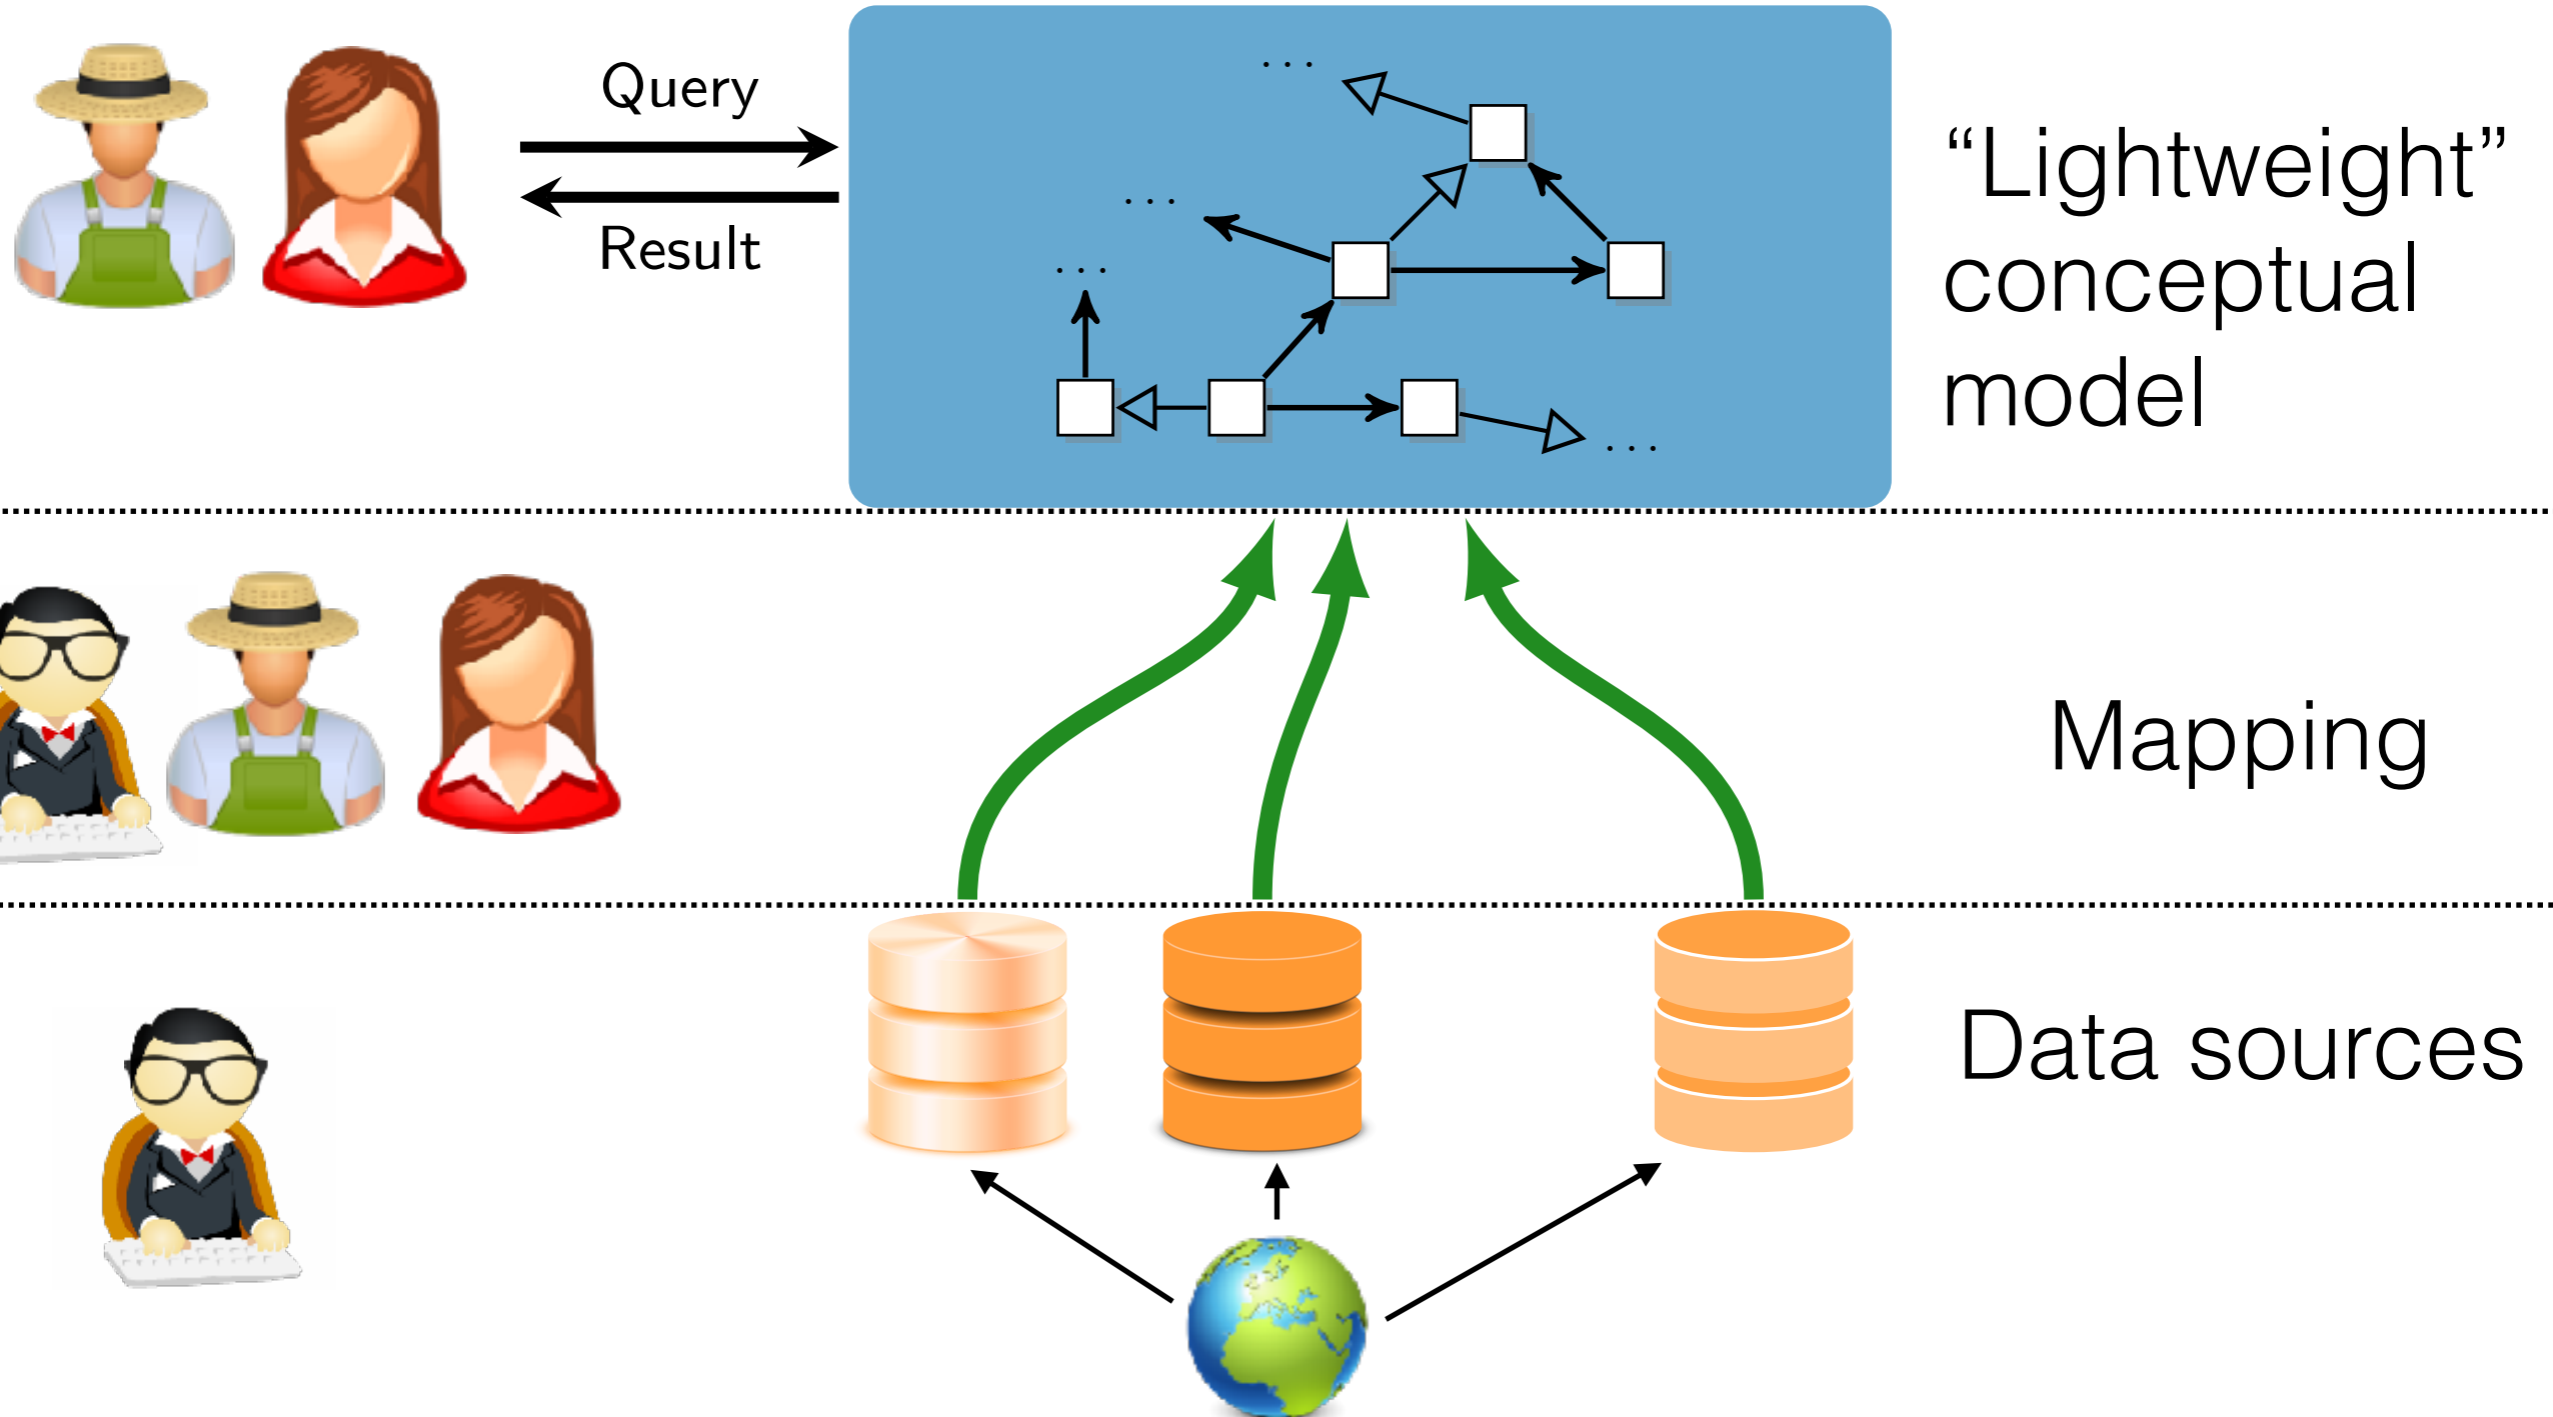 Query
Result
. . .
. . .
. . .
. . .
“Lightweight”
conceptual
model
Mapping
Data sources